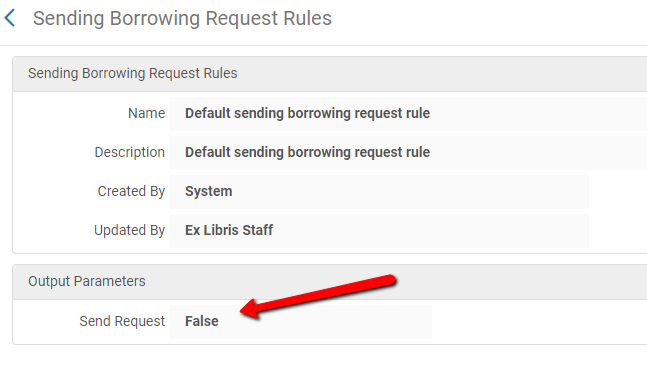 Sending Borrowing Request Rules
Sending Borrowing Request Rules
Name Default sending borrowing request rule
Description Default sending borrowing request rule
Created By System
Updated By Ex Libris Staff
Output Parameters
Send Request False